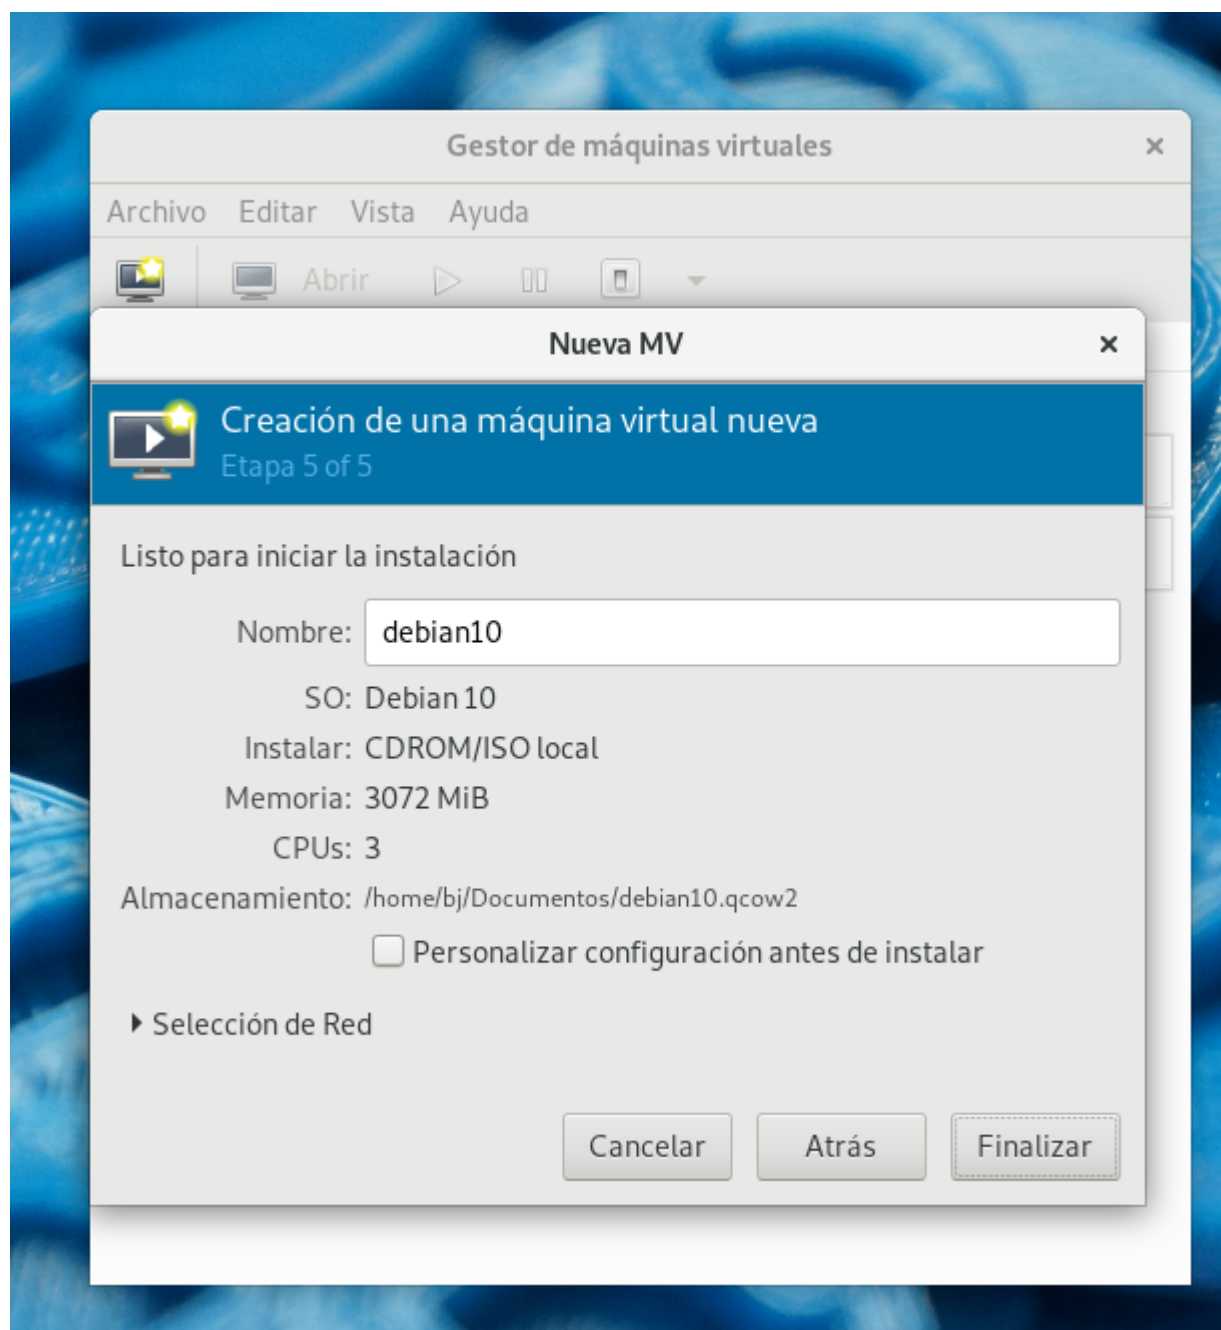 Gestor de máquinas virtuales
Archivo Editar Vista Ayuda
Abrir
Nueva MV
Creación de una máquina virtual nueva
Etapa 5 of 5
Listo para iniciar la instalación
Nombre: debian10
SO: Debian 10
Instalar: CDROM/ISO local
Memoria: 3072 MiB
CPUs: 3
Almacenamiento: /home/bj/Documentos/debian10.qcow2
Personalizar configuración antes de instalar
Selección de Red
Cancelar Atrás Finalizar